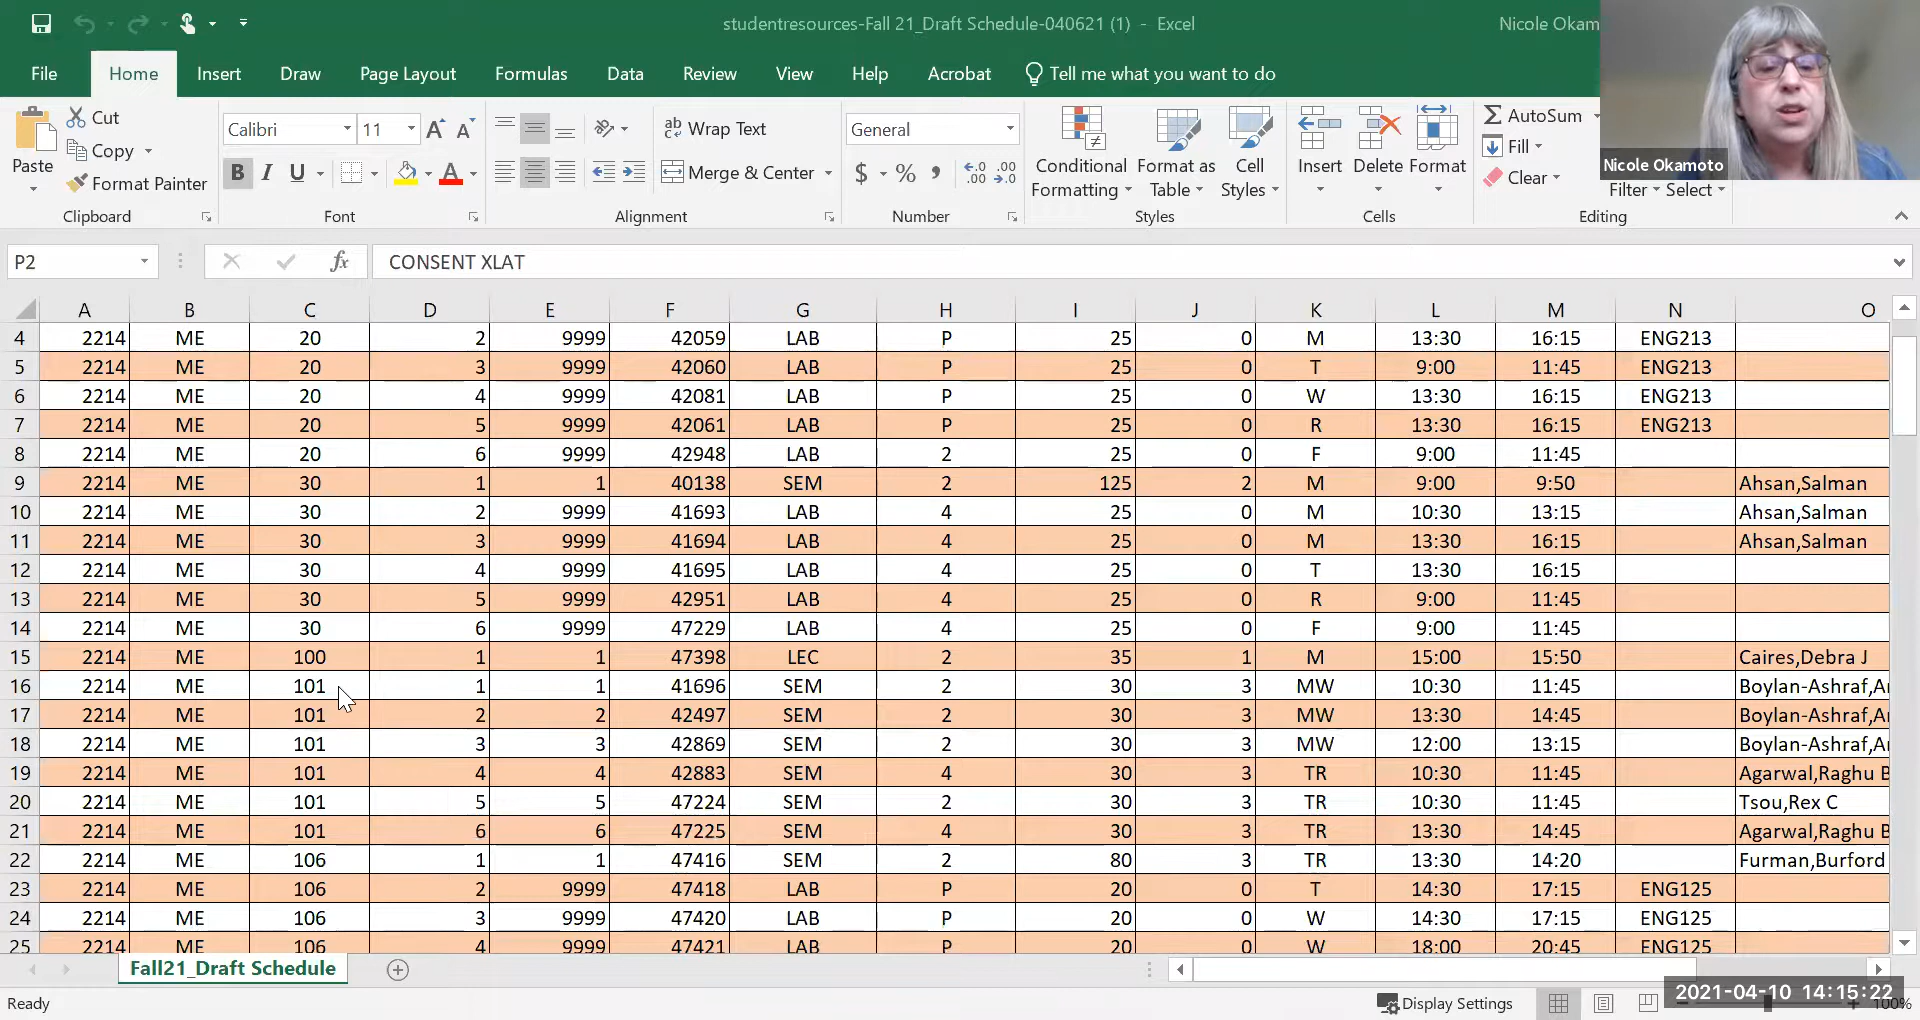 studentresources-Fall 21_Draft Schedule-040621 (1) - Excel
Nicole Okam
File Home Insert Draw Page Layout Formulas Data Review View Help Acrobat Tell me what you want to do
Cut
Copy
Format Painter
Paste
Clipboard
Calibri 11
B I U
Font
Wrap Text
Merge & Center
Alignment
General
$ % ,
Number
Conditional Formatting
Format as Table
Cell Styles
Styles
Insert Delete Format
Cells
AutoSum
Fill
Clear
Filter Select
Editing
Nicole Okamoto
P2 fx CONSENT XLAT
A B C D E F G H I J K L M N O
4 2214 ME 20 2 9999 42059 LAB P 25 0 M 13:30 16:15 ENG213
5 2214 ME 20 3 9999 42060 LAB P 25 0 T 9:00 11:45 ENG213
6 2214 ME 20 4 9999 42081 LAB P 25 0 W 13:30 16:15 ENG213
7 2214 ME 20 5 9999 42061 LAB P 25 0 R 13:30 16:15 ENG213
8 2214 ME 20 6 9999 42948 LAB 2 25 0 F 9:00 11:45
9 2214 ME 30 1 1 40138 SEM 2 125 2 M 9:00 9:50 Ahsan,Salman
10 2214 ME 30 2 9999 41693 LAB 4 25 0 M 10:30 13:15 Ahsan,Salman
11 2214 ME 30 3 9999 41694 LAB 4 25 0 M 13:30 16:15 Ahsan,Salman
12 2214 ME 30 4 9999 41695 LAB 4 25 0 T 13:30 16:15
13 2214 ME 30 5 9999 42951 LAB 4 25 0 R 9:00 11:45
14 2214 ME 30 6 9999 47229 LAB 4 25 0 F 9:00 11:45
15 2214 ME 100 1 1 47398 LEC 2 35 1 M 15:00 15:50 Caires,Debra J
16 2214 ME 101 1 1 41696 SEM 2 30 3 MW 10:30 11:45 Boylan-Ashraf,A
17 2214 ME 101 2 2 42497 SEM 2 30 3 MW 13:30 14:45 Boylan-Ashraf,A
18 2214 ME 101 3 3 42869 SEM 2 30 3 MW 12:00 13:15 Boylan-Ashraf,A
19 2214 ME 101 4 4 42883 SEM 4 30 3 TR 10:30 11:45 Agarwal,Raghu B
20 2214 ME 101 5 5 47224 SEM 2 30 3 TR 10:30 11:45 Tsou,Rex C
21 2214 ME 101 6 6 47225 SEM 4 30 3 TR 13:30 14:45 Agarwal,Raghu B
22 2214 ME 106 1 1 47416 SEM 2 80 3 TR 13:30 14:20 Furman,Burford
23 2214 ME 106 2 9999 47418 LAB P 20 0 T 14:30 17:15 ENG125
24 2214 ME 106 3 9999 47420 LAB P 20 0 W 14:30 17:15 ENG125
25 2214 ME 106 4 9999 47421 LAB P 20 0 W 18:00 20:45 ENG125
Fall21_Draft Schedule
Ready
Display Settings
2021-04-10 14:15:22
100%